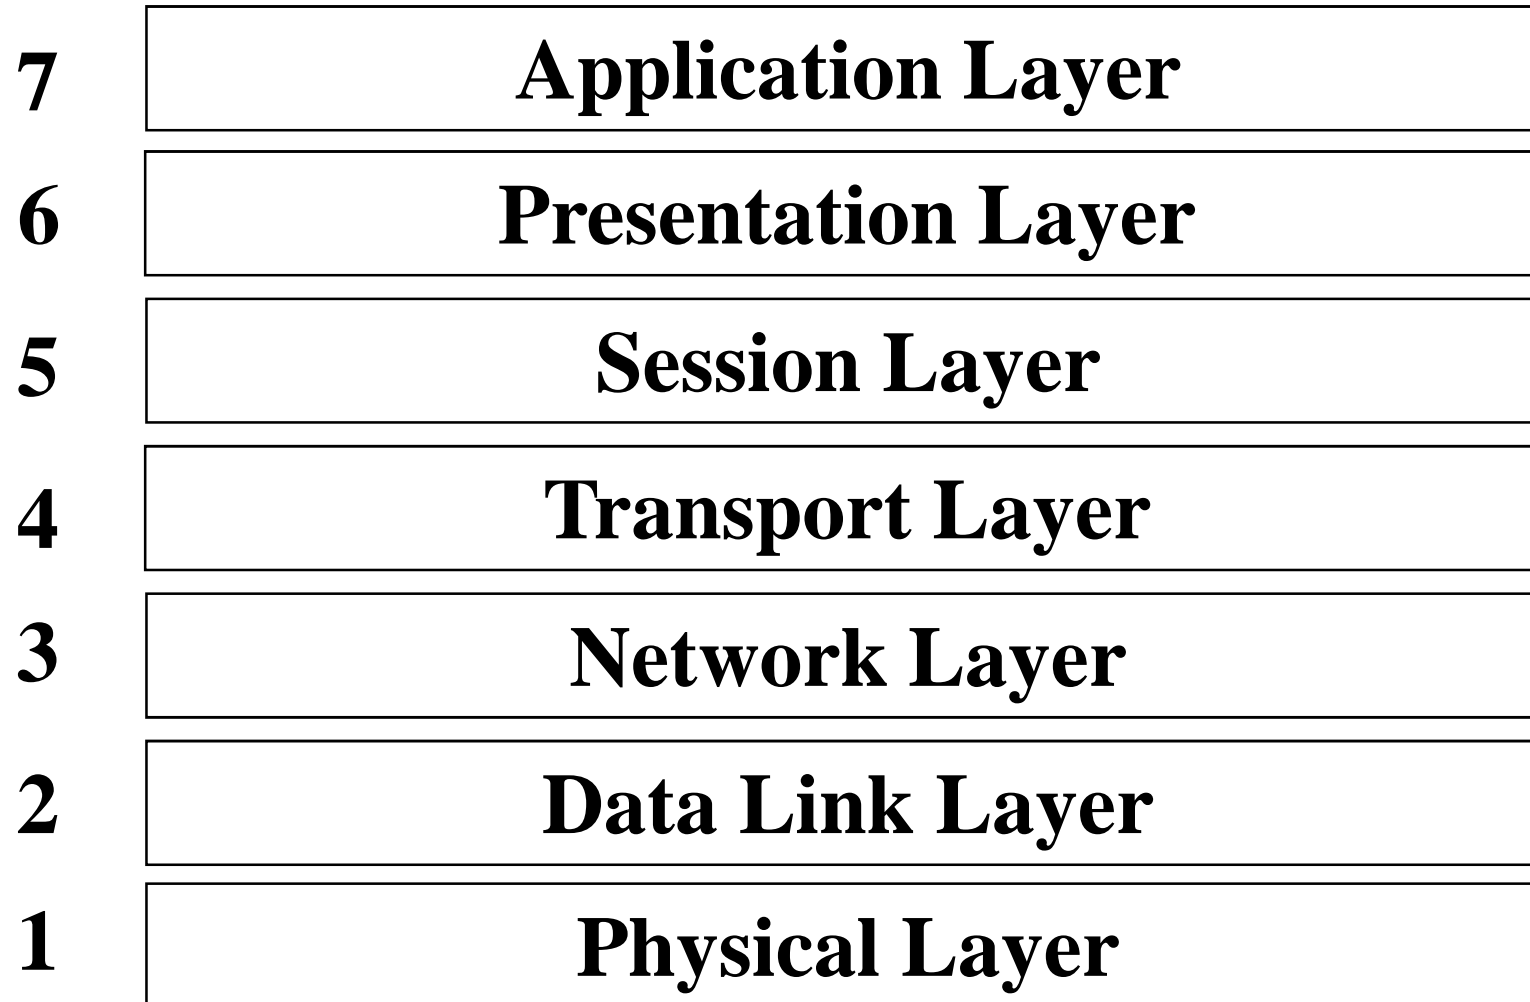 7 Application Layer
6 Presentation Layer
5 Session Layer
4 Transport Layer
3 Network Layer
2 Data Link Layer
1 Physical Layer